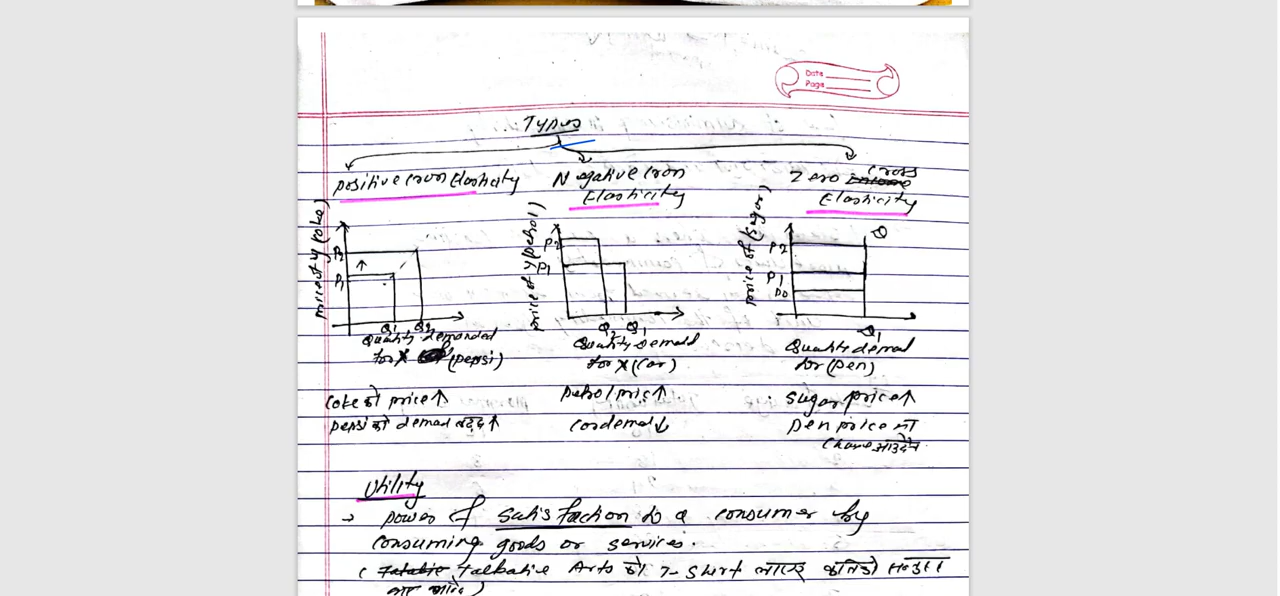 Date
Page
Types
Positive Cross Elasticity
Negative Cross
Elasticity
Zero Cross
Elasticity
price of y (coke)
P2
P1
Q1 Q2
Quantity demanded
for X (pepsi)
price of y (petrol)
P2
P1
Q2 Q1
Quantity demand
for X (car)
price of (sugar)
P2
P1
P0
Q
Q1
Quantity demand
for (pen)
coke को price ↑
pepsi को demand ↑
petrol price ↑
car demand ↓
sugar price ↑
pen price मा
Utility
→ power of satisfaction to a consumer by
consuming goods or services.
( talkative Arts को T-shirt